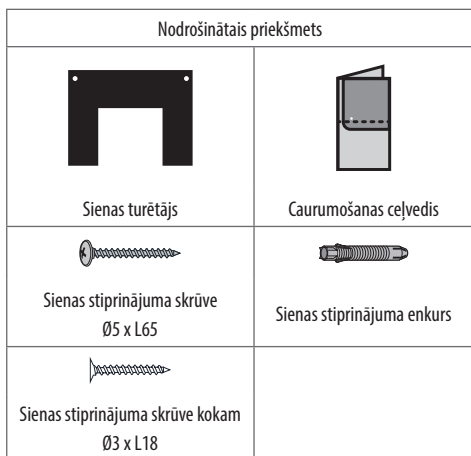 Nodrošinātais priekšmets
Sienas turētājs
Caurumošanas ceļvedis
Sienas stiprinājuma skrūve
Ø5 x L65
Sienas stiprinājuma enkurs
Sienas stiprinājuma skrūve kokam
Ø3 x L18